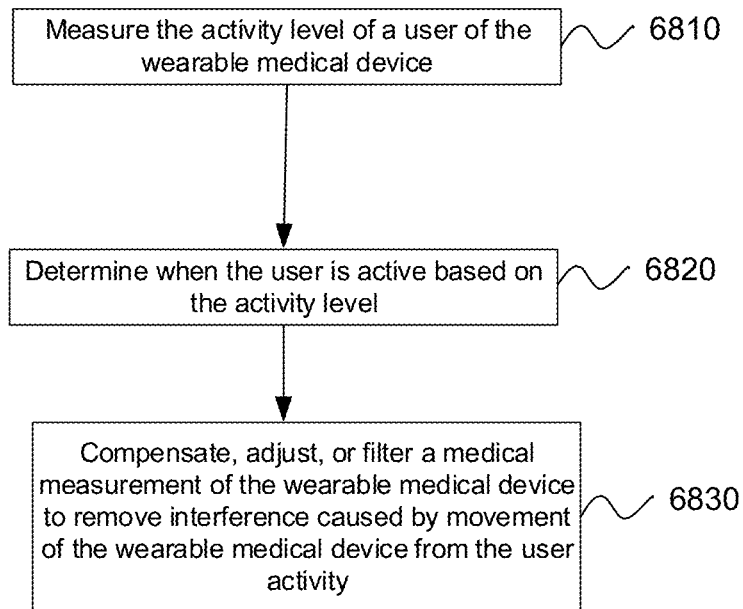 Measure the activity level of a user of the
wearable medical device
6810
Determine when the user is active based on
the activity level
6820
Compensate, adjust, or filter a medical
measurement of the wearable medical device
to remove interference caused by movement
of the wearable medical device from the user
activity
6830